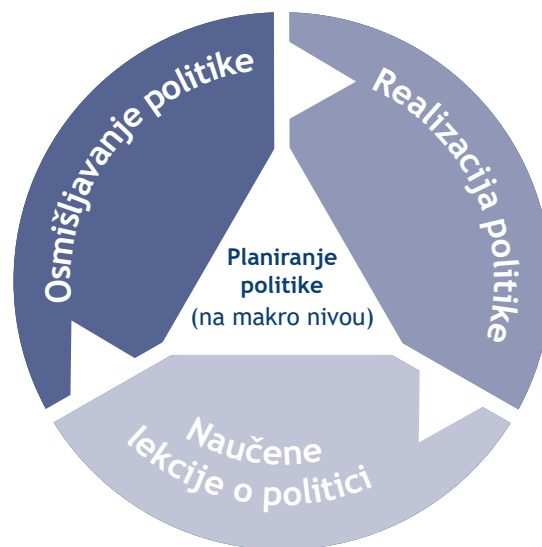 Osmišljavanje politike
Realizacija politike
Planiranje
politike
(na makro nivou)
Naučene
lekcije o politici